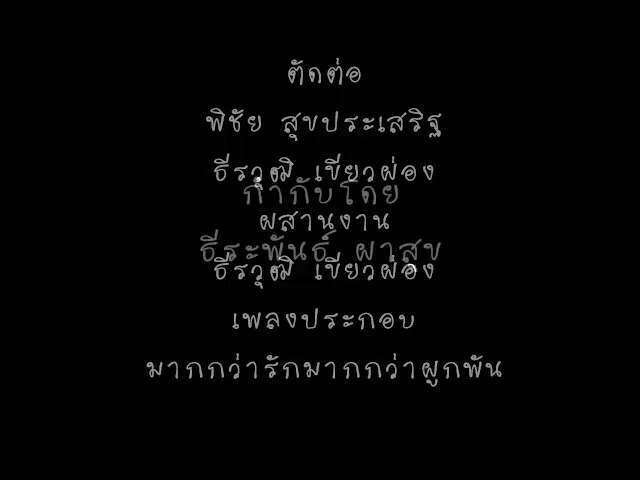 ตัดต่อ
พิชัย สุขประเสริฐ
ธีรวุฒิ เขียวผ่อง
กำกับโดย
ผสานงาน
ธีระพันธ์ ผาสุข
ธีรวุฒิ เขียวผ่อง
เพลงประกอบ
มากกว่ารักมากกว่าผูกพัน